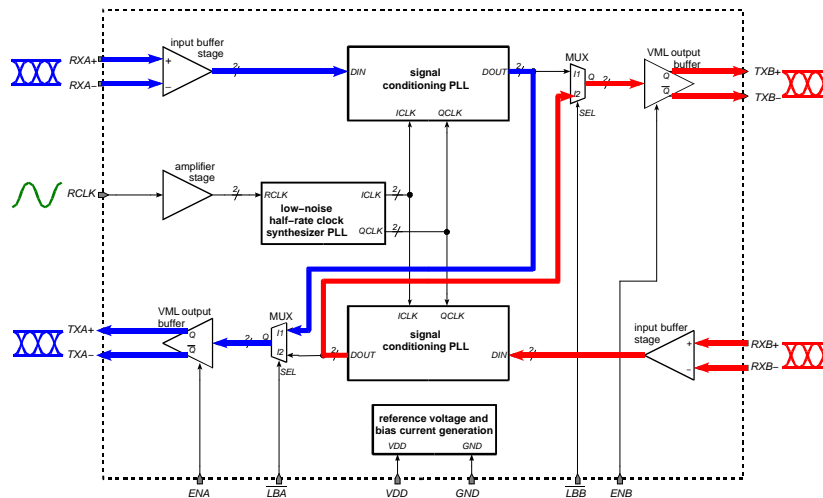 input buffer
stage
RXA+
RXA−
+
−
2
DIN
signal
conditioning PLL
DOUT
ICLK
QCLK
2
MUX
I1
I2
Q
SEL
2
VML output
buffer
Q
Q
TXB+
TXB−
amplifier
stage
RCLK
2
RCLK
ICLK
low−noise
half−rate clock
synthesizer PLL
QCLK
2
2
VML output
buffer
TXA+
TXA−
Q
Q
2
Q
MUX
I1
I2
SEL
2
ICLK
QCLK
signal
conditioning PLL
DOUT
DIN
2
input buffer
stage
+
−
RXB+
RXB−
reference voltage and
bias current generation
VDD
GND
ENA
LBA
VDD
GND
LBB
ENB